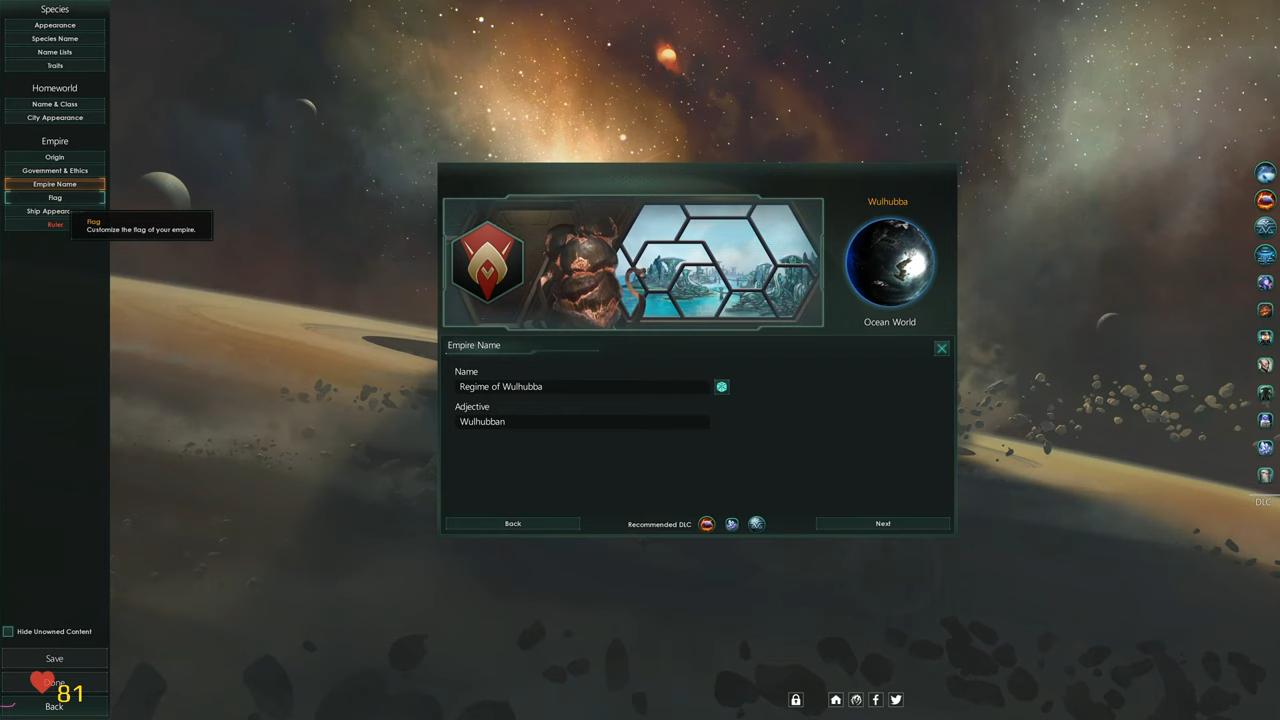 Species
Appearance
Species Name
Name Lists
Traits
Homeworld
Name & Class
City Appearance
Empire
Origin
Government & Ethics
Empire Name
Flag
Ship Appeara
Ruler
Flag
Customize the flag of your empire.
Hide Unowned Content
Save
Done
81
Back
Wulhubba
Ocean World
Empire Name
Name
Regime of Wulhubba
Adjective
Wulhubban
Back
Recommended DLC
Next
DLC